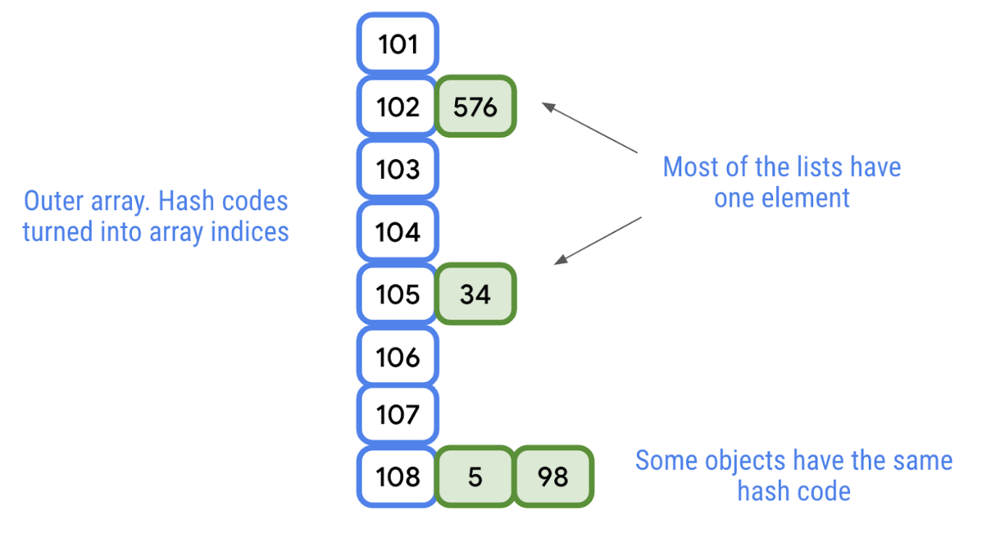 101
102 576
103
104
105 34
106
107
108 5 98
Outer array. Hash codes
turned into array indices
Most of the lists have
one element
Some objects have the same
hash code